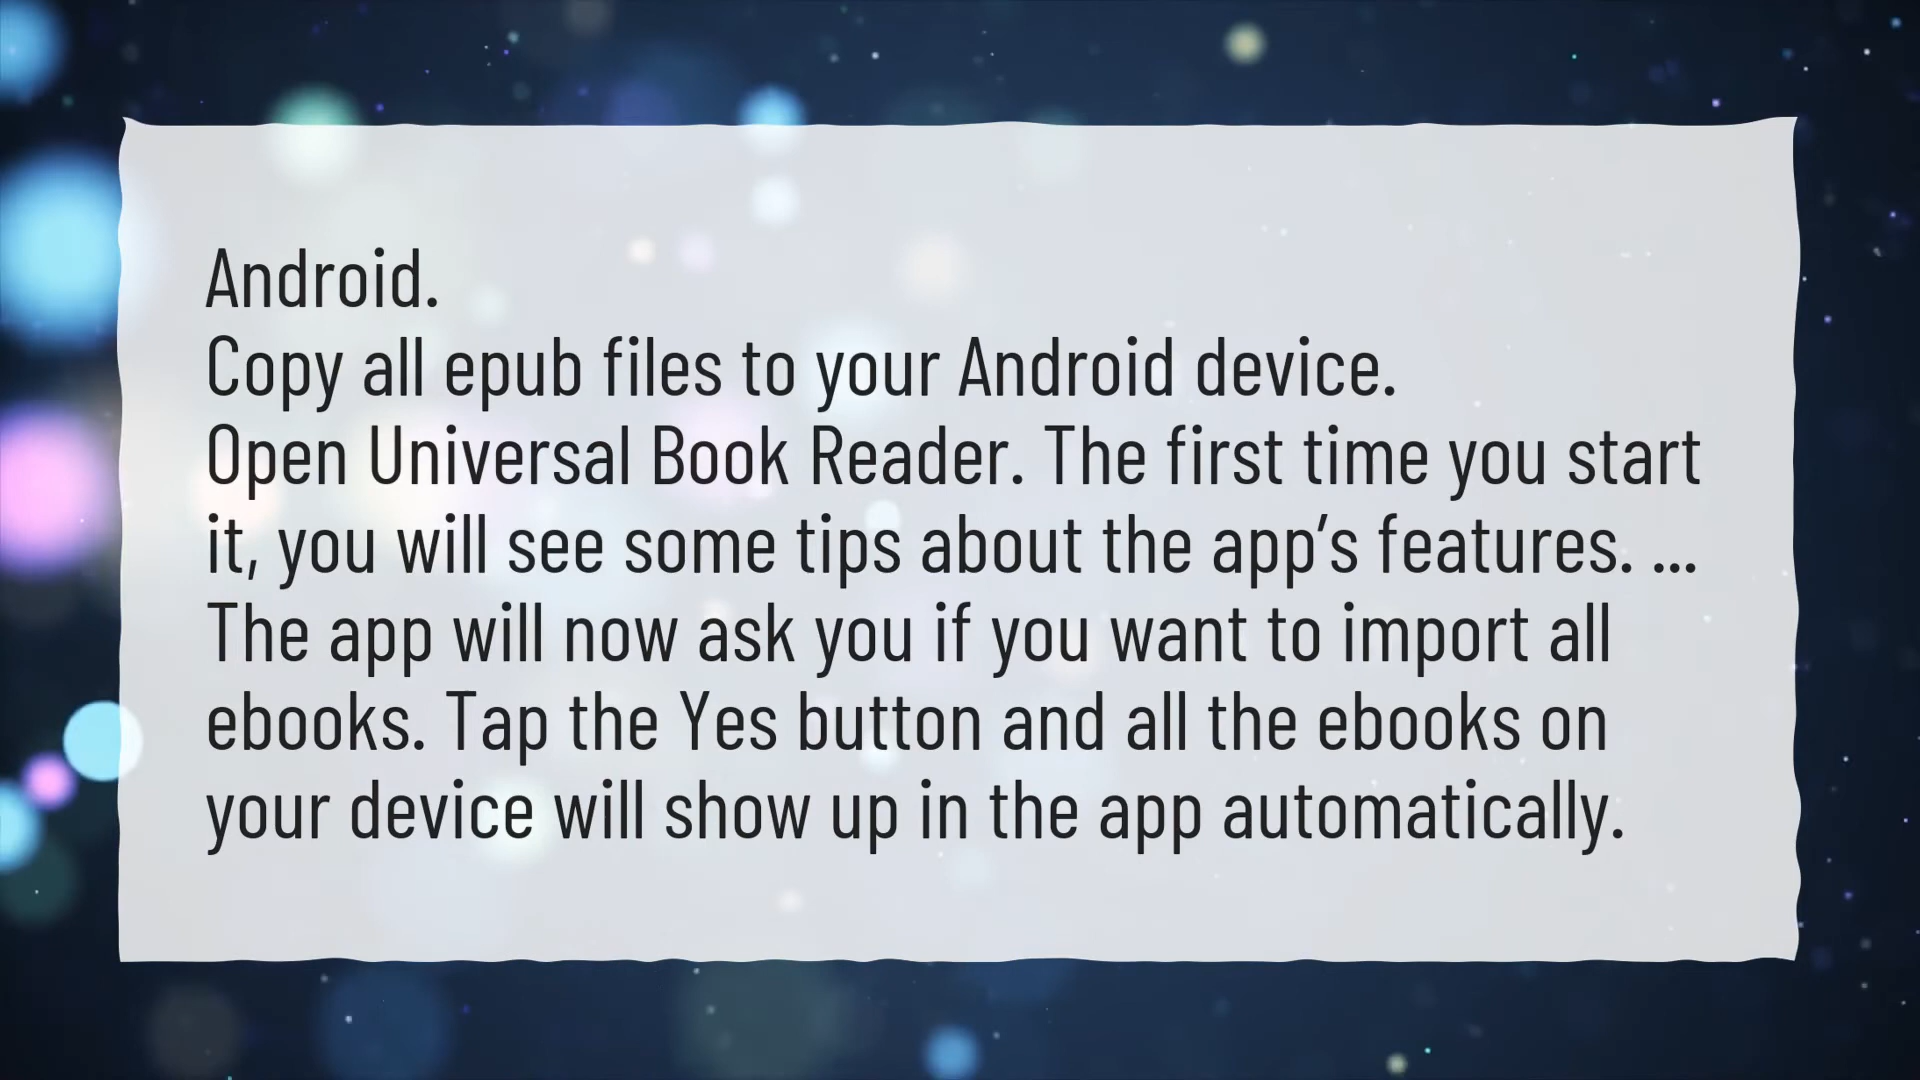 Android.
Copy all epub files to your Android device.
Open Universal Book Reader. The first time you start
it, you will see some tips about the app’s features. ...
The app will now ask you if you want to import all
ebooks. Tap the Yes button and all the ebooks on
your device will show up in the app automatically.